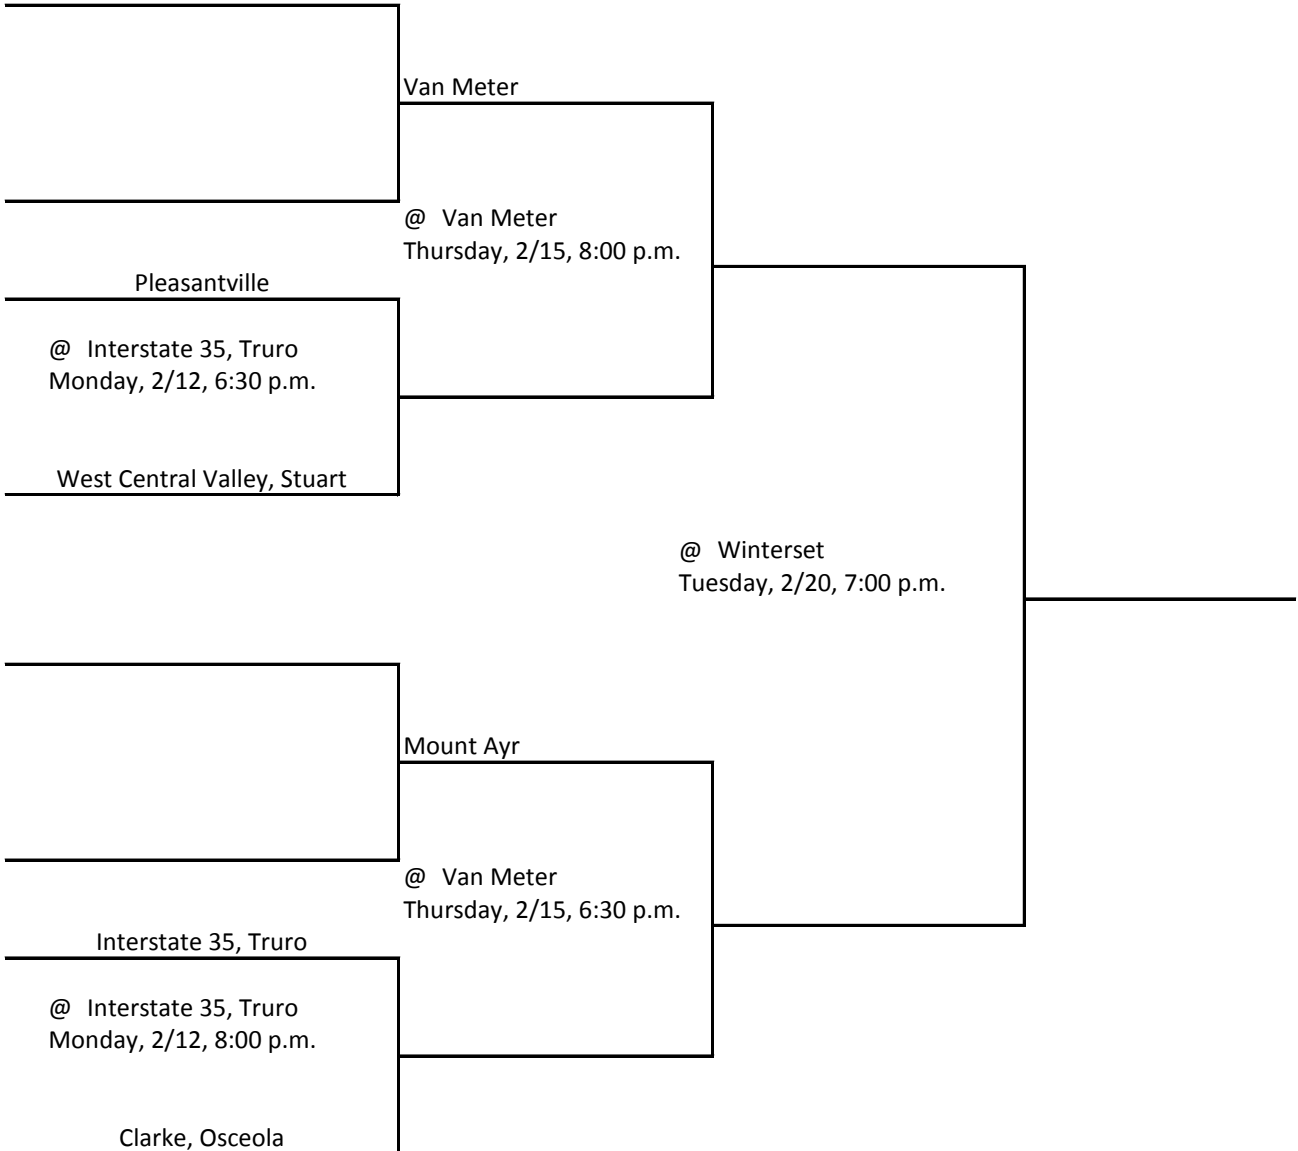 Van Meter
@ Van Meter
Thursday, 2/15, 8:00 p.m.
Pleasantville
@ Interstate 35, Truro
Monday, 2/12, 6:30 p.m.
West Central Valley, Stuart
@ Winterset
Tuesday, 2/20, 7:00 p.m.
Mount Ayr
@ Van Meter
Thursday, 2/15, 6:30 p.m.
Interstate 35, Truro
@ Interstate 35, Truro
Monday, 2/12, 8:00 p.m.
Clarke, Osceola